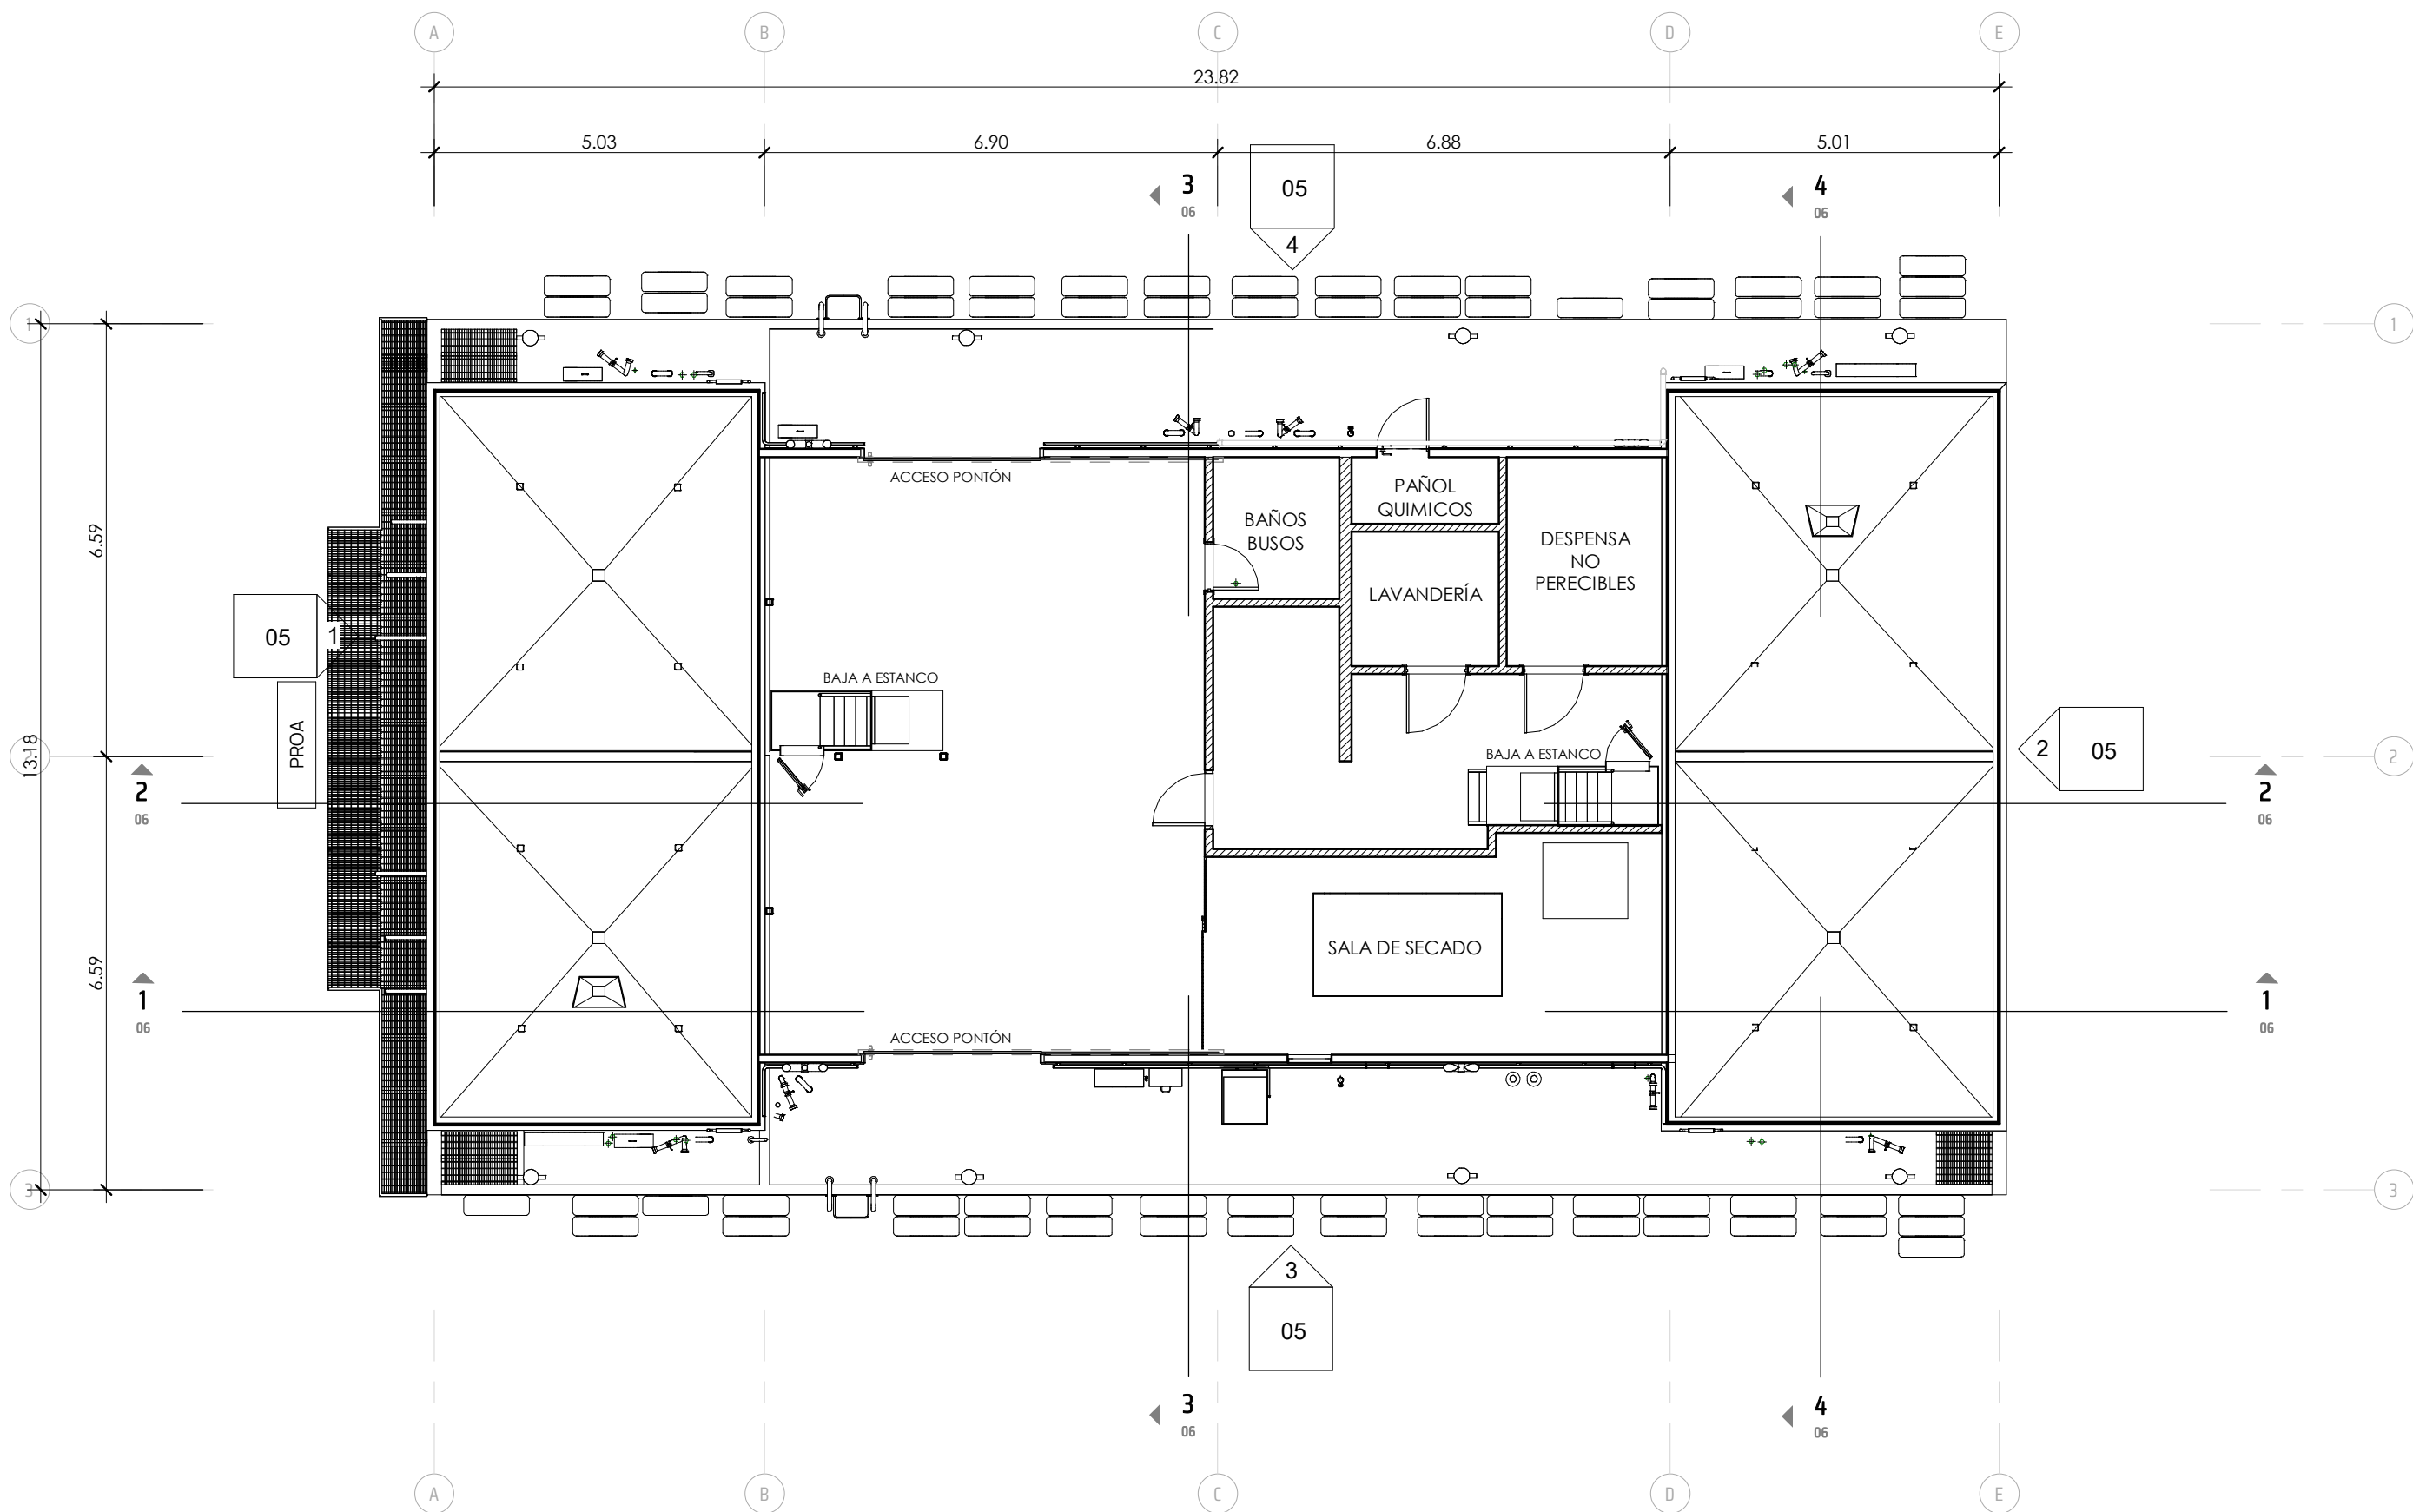 A B C D E
23.82
5.03 6.90 6.88 5.01
3
06
05
4
4
06
1 1
6.59
13.18
6.59
ACCESO PONTÓN
BAÑOS
BUSOS
PAÑOL
QUIMICOS
DESPENSA
NO
PERECIBLES
LAVANDERÍA
05 1
PROA
BAJA A ESTANCO
BAJA A ESTANCO
2 05
2
2
06
2
06
SALA DE SECADO
1
06
1
06
ACCESO PONTÓN
3 3
3
05
3
06
4
06
A B C D E